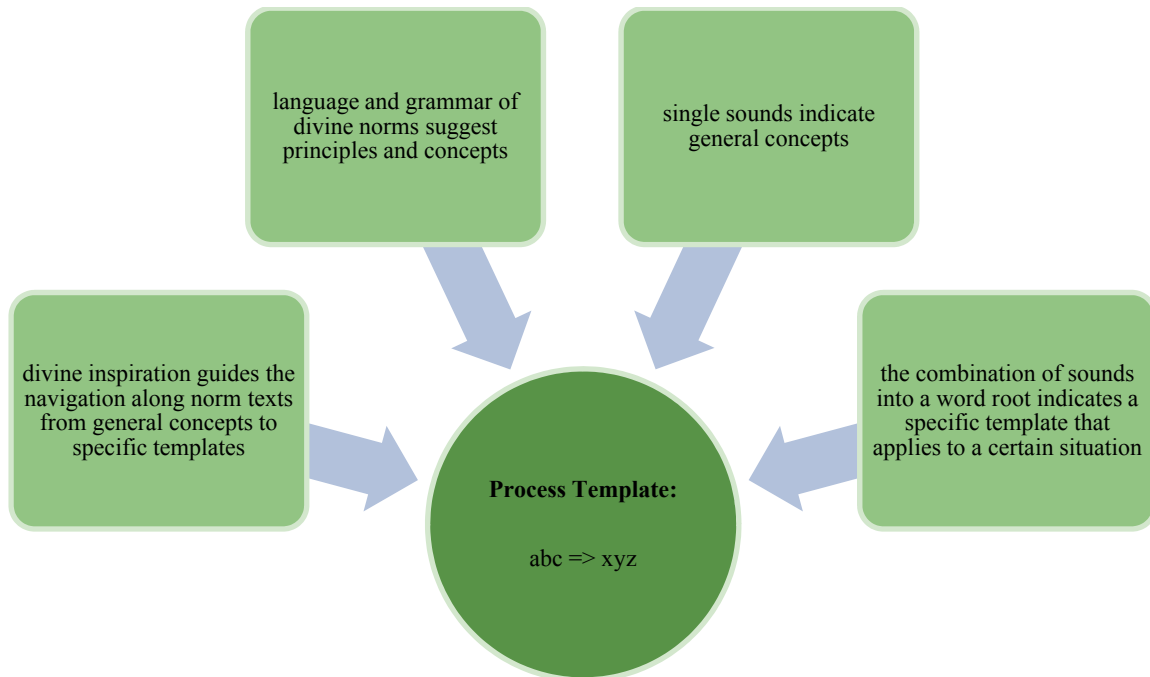 language and grammar of
divine norms suggest
principles and concepts
single sounds indicate
general concepts
divine inspiration guides the
navigation along norm texts
from general concepts to
specific templates
the combination of sounds
into a word root indicates a
specific template that
applies to a certain situation
Process Template:
abc => xyz